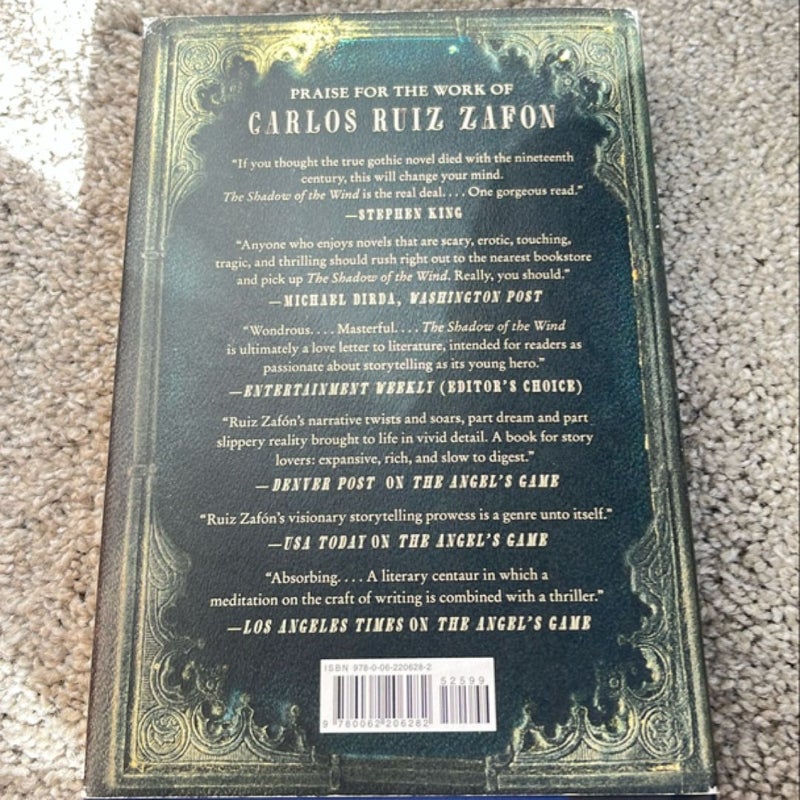 PRAISE FOR THE WORK OF
CARLOS RUIZ ZAFÓN
“If you thought the true gothic novel died with the nineteenth
century, this will change your mind.
The Shadow of the Wind is the real deal. . . . One gorgeous read.”
—STEPHEN KING
“Anyone who enjoys novels that are scary, erotic, touching,
tragic, and thrilling should rush right out to the nearest bookstore
and pick up The Shadow of the Wind. Really, you should.”
—MICHAEL DIRDA, WASHINGTON POST
“Wondrous. . . . Masterful. . . . The Shadow of the Wind
is ultimately a love letter to literature, intended for readers as
passionate about storytelling as its young hero.”
—ENTERTAINMENT WEEKLY (EDITOR’S CHOICE)
“Ruiz Zafón’s narrative twists and soars, part dream and part
slippery reality brought to life in vivid detail. A book for story
lovers: expansive, rich, and slow to digest.”
—DENVER POST ON THE ANGEL’S GAME
“Ruiz Zafón’s visionary storytelling prowess is a genre unto itself.”
—USA TODAY ON THE ANGEL’S GAME
“Absorbing. . . . A literary centaur in which a
meditation on the craft of writing is combined with a thriller.”
—LOS ANGELES TIMES ON THE ANGEL’S GAME
ISBN 978-0-06-220628-2
52599
9 780062 206282